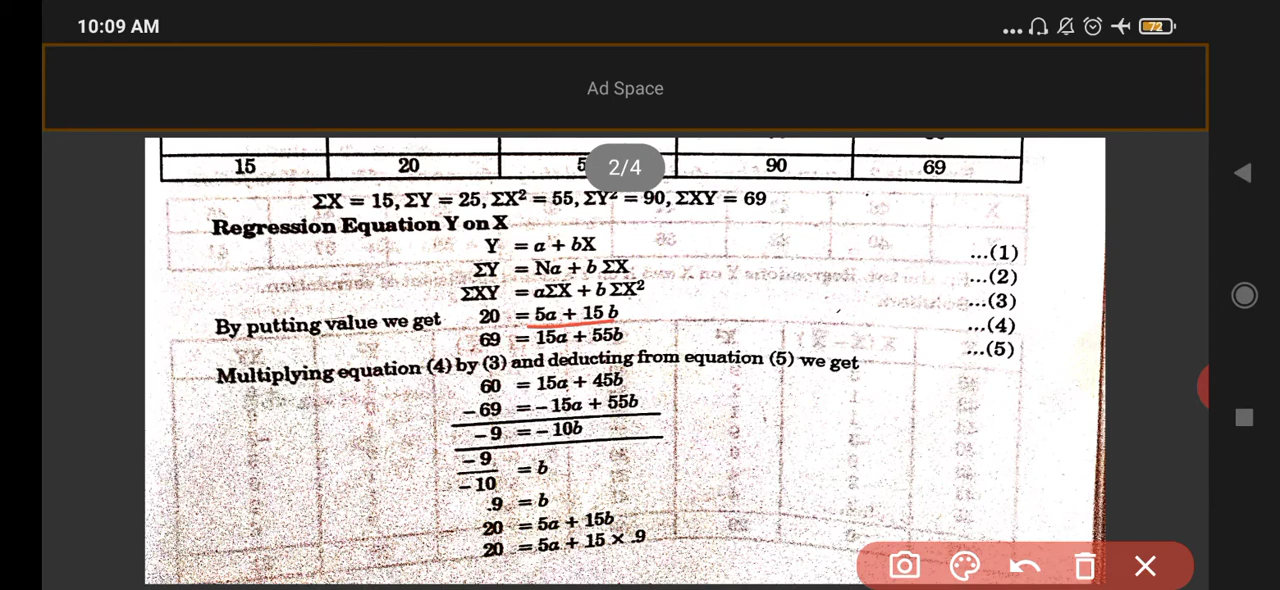 10:09 AM
72
Ad Space
15 20 5 90 69
2/4
ΣX = 15, ΣY = 25, ΣX² = 55, ΣY² = 90, ΣXY = 69
Regression Equation Y on X
Y = a + bX ...(1)
ΣY = Na + b ΣX ...(2)
ΣXY = aΣX + b ΣX² ...(3)
By putting value we get 20 = 5a + 15 b ...(4)
69 = 15a + 55b ...(5)
Multiplying equation (4) by (3) and deducting from equation (5) we get
60 = 15a + 45b
– 69 = – 15a + 55b
– 9 = – 10b
– 9
– 10 = b
.9 = b
20 = 5a + 15b
20 = 5a + 15 × .9